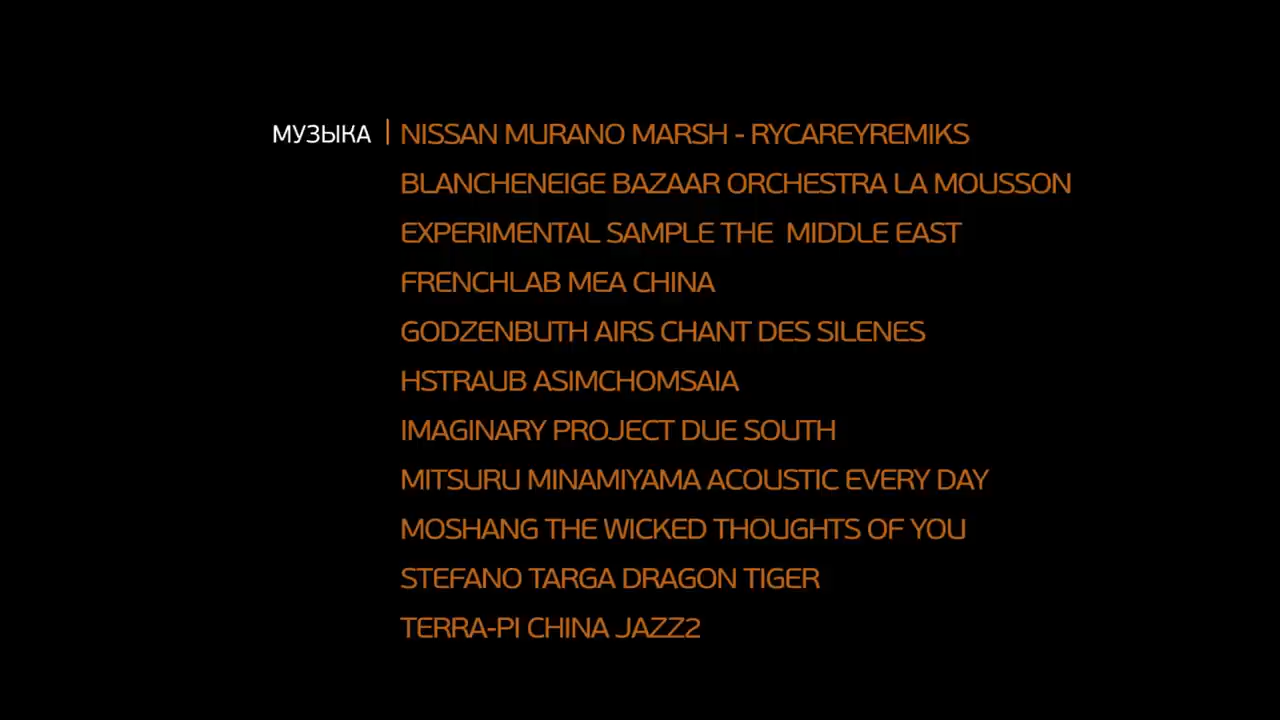 МУЗЫКА | NISSAN MURANO MARSH - RYCAREYREMIKS
BLANCHENEIGE BAZAAR ORCHESTRA LA MOUSSON
EXPERIMENTAL SAMPLE THE  MIDDLE EAST
FRENCHLAB MEA CHINA
GODZENBUTH AIRS CHANT DES SILENES
HSTRAUB ASIMCHOMSAIA
IMAGINARY PROJECT DUE SOUTH
MITSURU MINAMIYAMA ACOUSTIC EVERY DAY
MOSHANG THE WICKED THOUGHTS OF YOU
STEFANO TARGA DRAGON TIGER
TERRA-PI CHINA JAZZ2